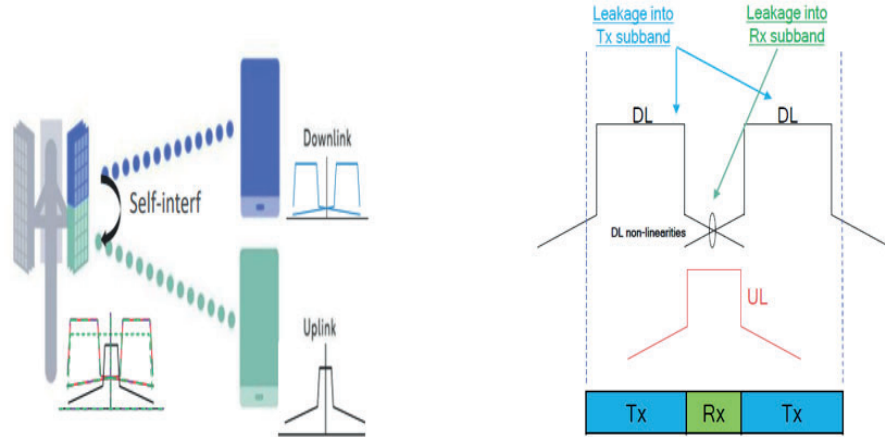 Downlink
Self-interf
Uplink
Leakage into
Tx subband
Leakage into
Rx subband
DL
DL
DL non-linearities
UL
Tx
Rx
Tx